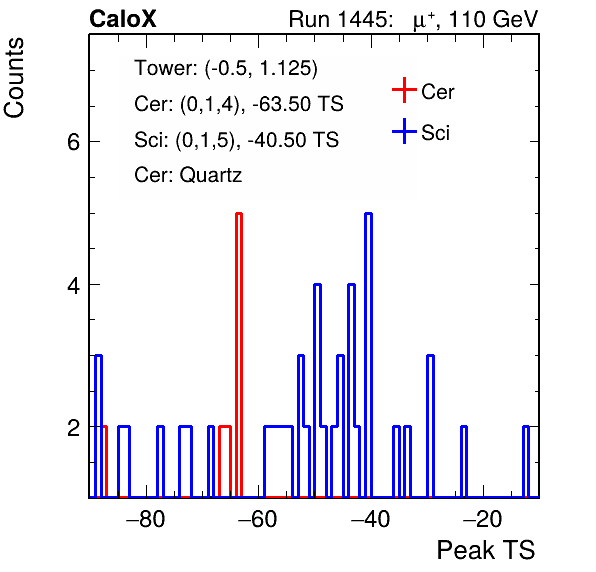 CaloX Run 1445: μ⁺, 110 GeV
Counts
Tower: (-0.5, 1.125)
Cer: (0,1,4), -63.50 TS
Sci: (0,1,5), -40.50 TS
Cer: Quartz
Cer
Sci
6
4
2
−80 −60 −40 −20
Peak TS